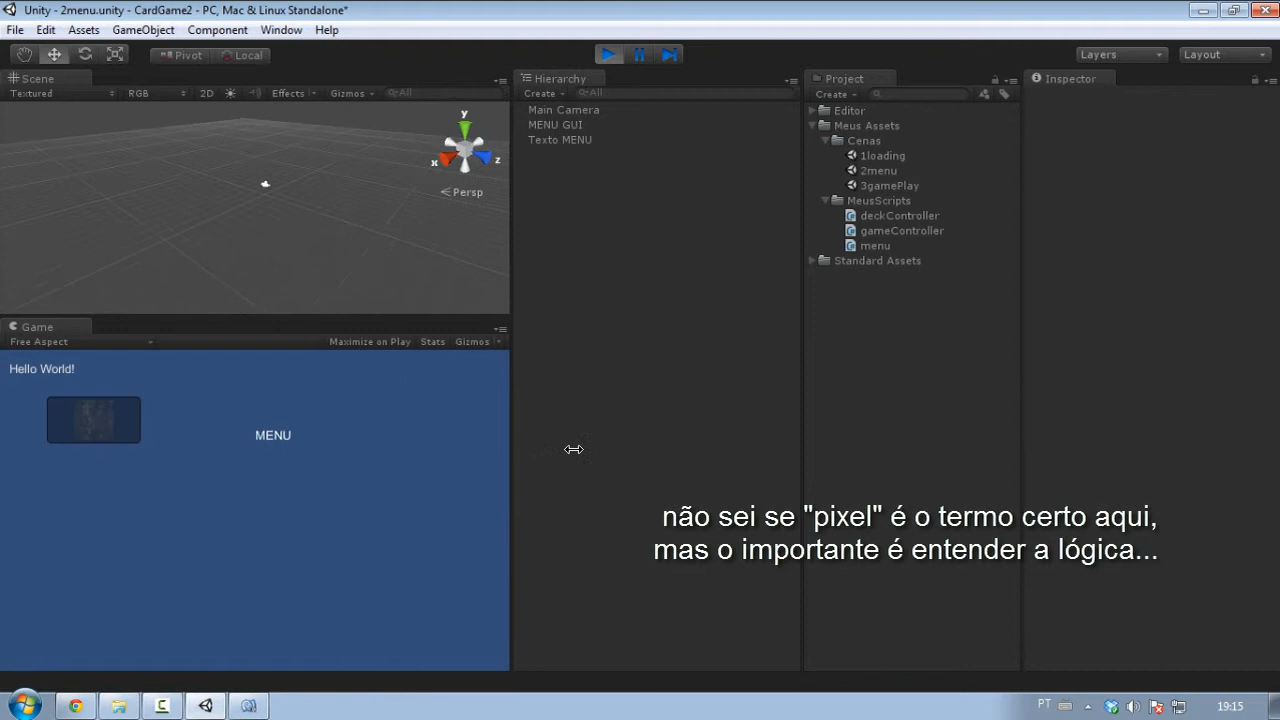 Unity - 2menu.unity - CardGame2 - PC, Mac & Linux Standalone*
File Edit Assets GameObject Component Window Help
Pivot Local Layers Layout
Scene
Textured RGB 2D Effects Gizmos All
y
x
z
Persp
Game
Free Aspect Maximize on Play Stats Gizmos
Hello World!
MENU
Hierarchy
Create All
Main Camera
MENU GUI
Texto MENU
Project
Create
Editor
Meus Assets
Cenas
1loading
2menu
3gamePlay
MeusScripts
deckController
gameController
menu
Standard Assets
Inspector
não sei se "pixel" é o termo certo aqui,
mas o importante é entender a lógica...
PT 19:15